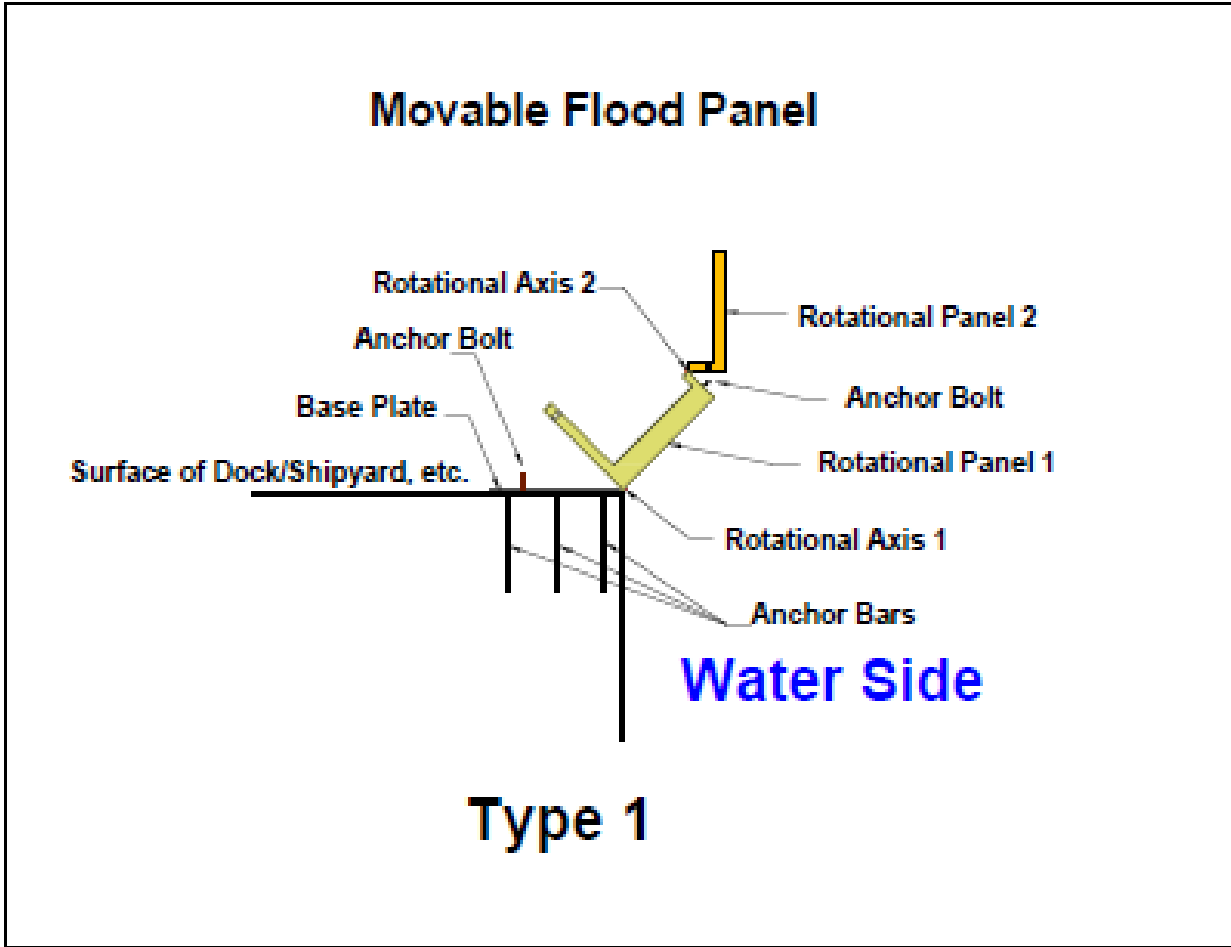 Movable Flood Panel
Rotational Axis 2
Rotational Panel 2
Anchor Bolt
Anchor Bolt
Base Plate
Rotational Panel 1
Surface of Dock/Shipyard, etc.
Rotational Axis 1
Anchor Bars
Water Side
Type 1